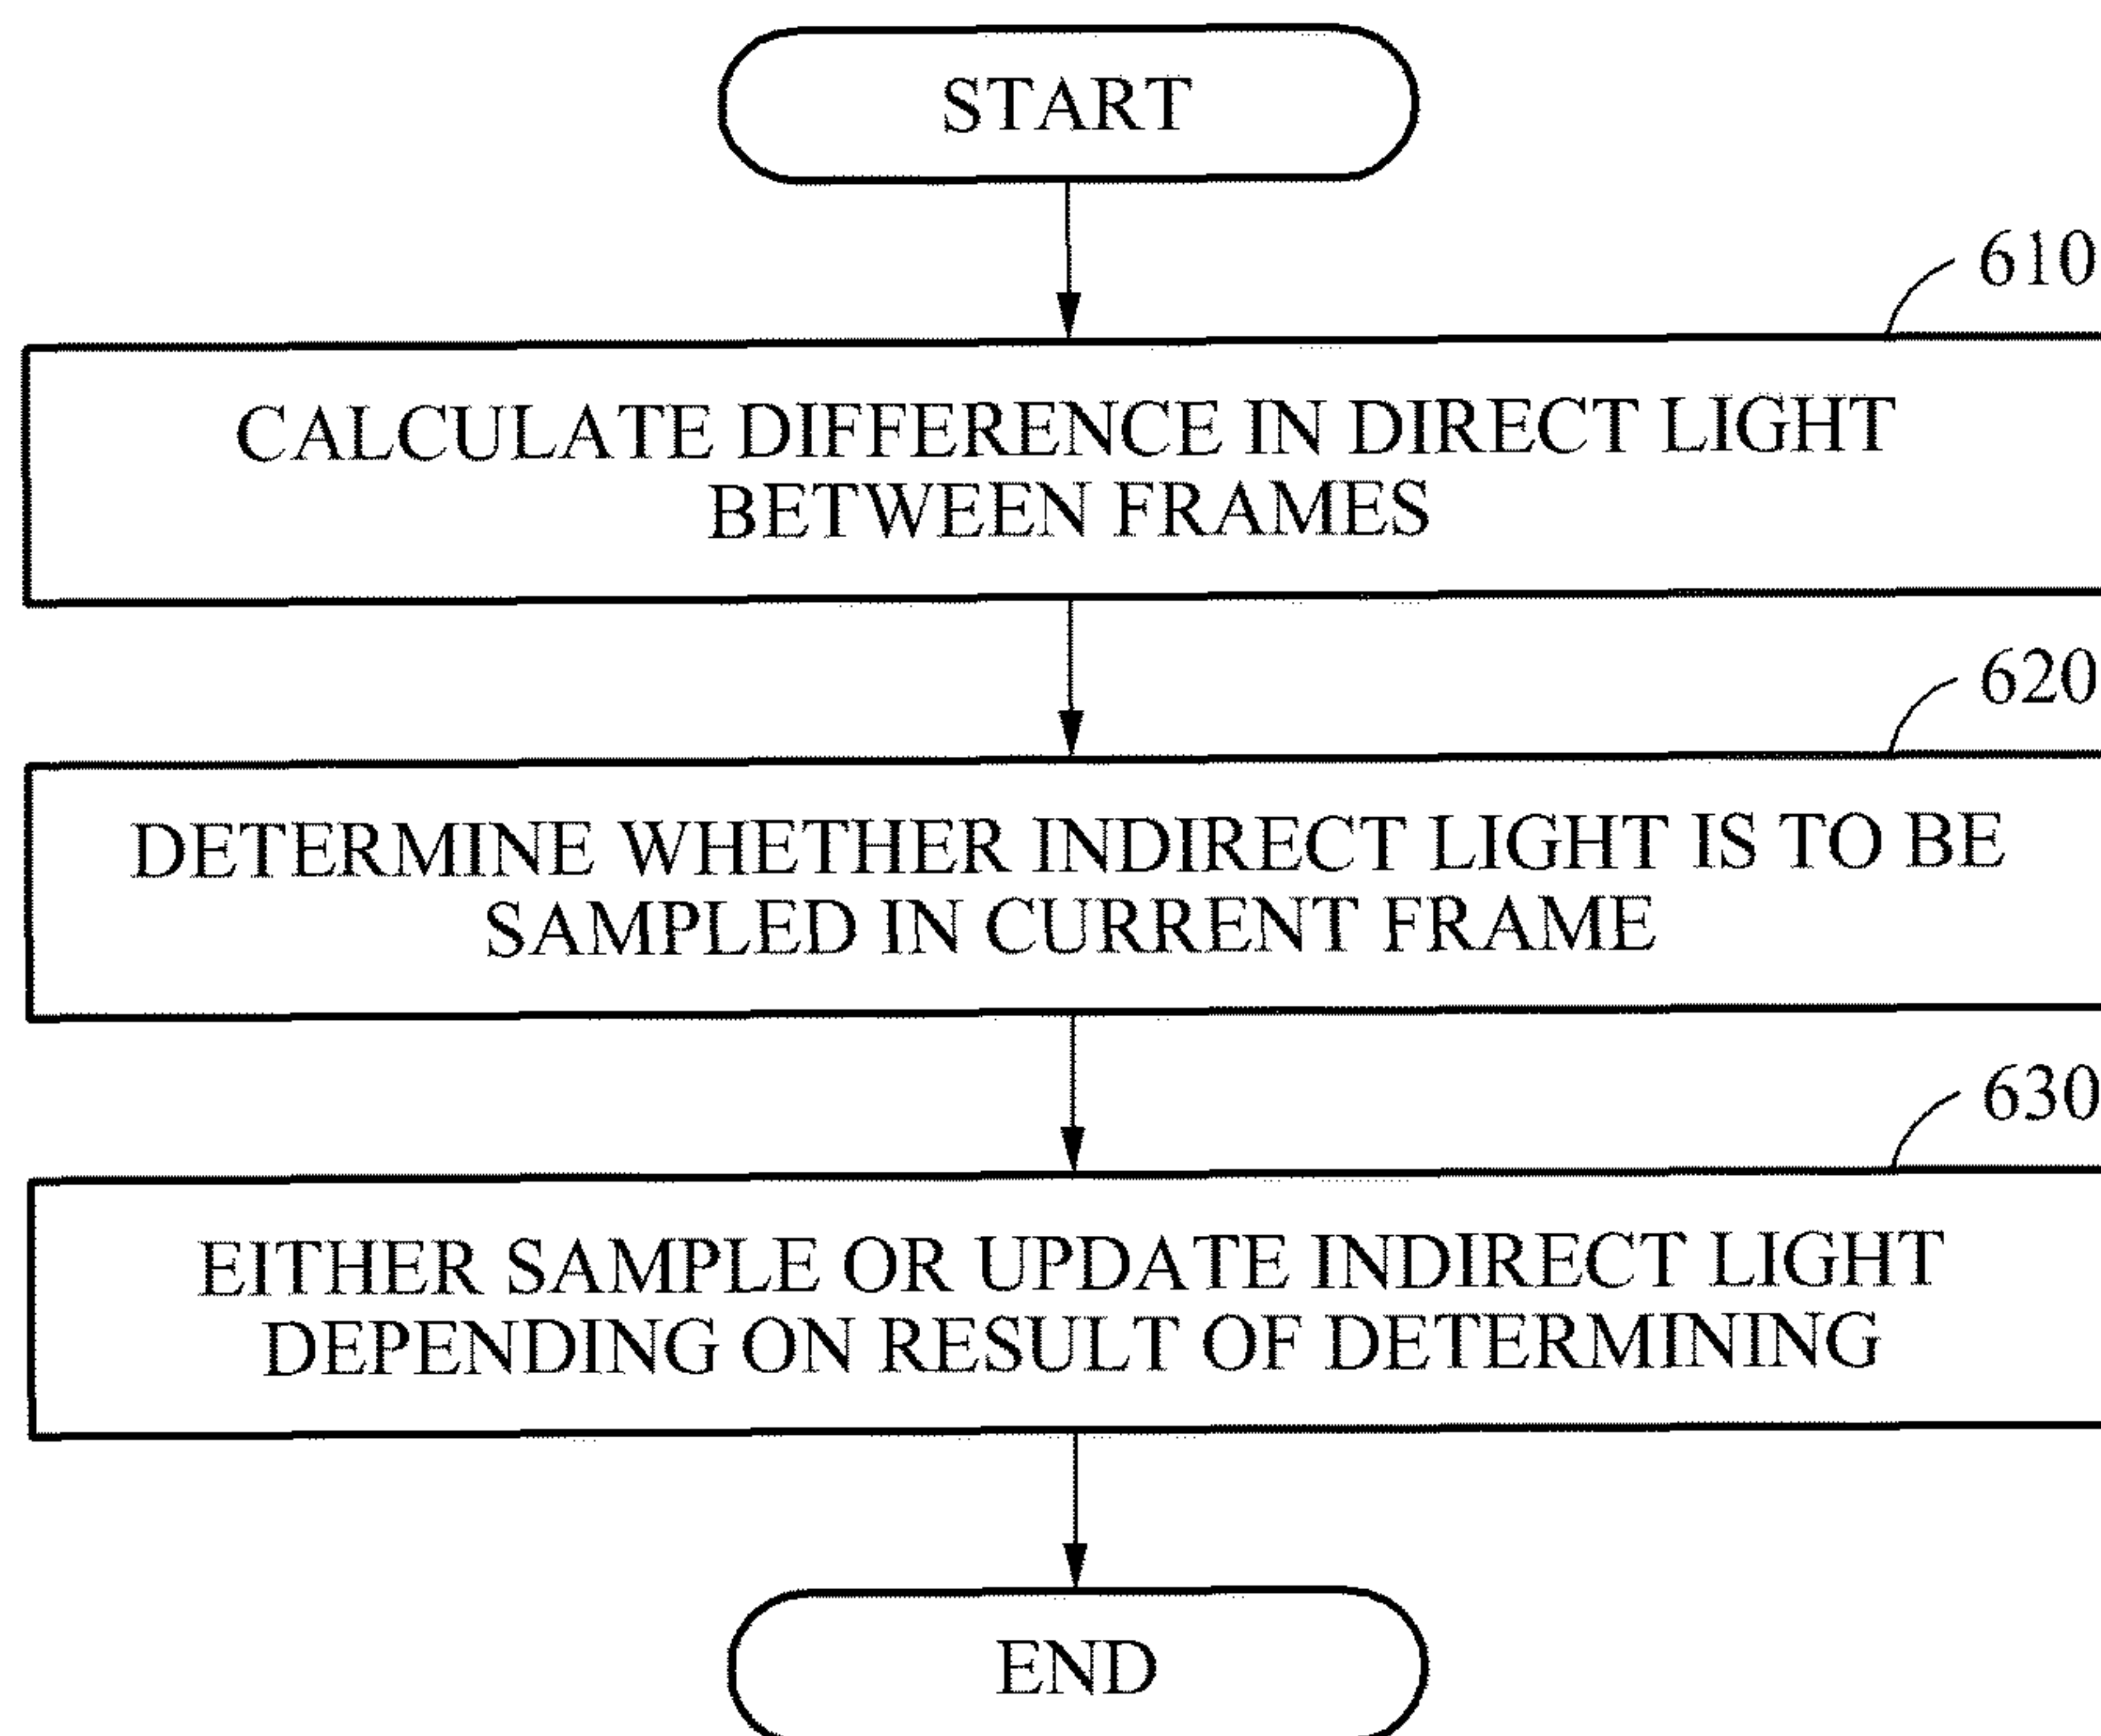 START
610
CALCULATE DIFFERENCE IN DIRECT LIGHT
BETWEEN FRAMES
620
DETERMINE WHETHER INDIRECT LIGHT IS TO BE
SAMPLED IN CURRENT FRAME
630
EITHER SAMPLE OR UPDATE INDIRECT LIGHT
DEPENDING ON RESULT OF DETERMINING
END